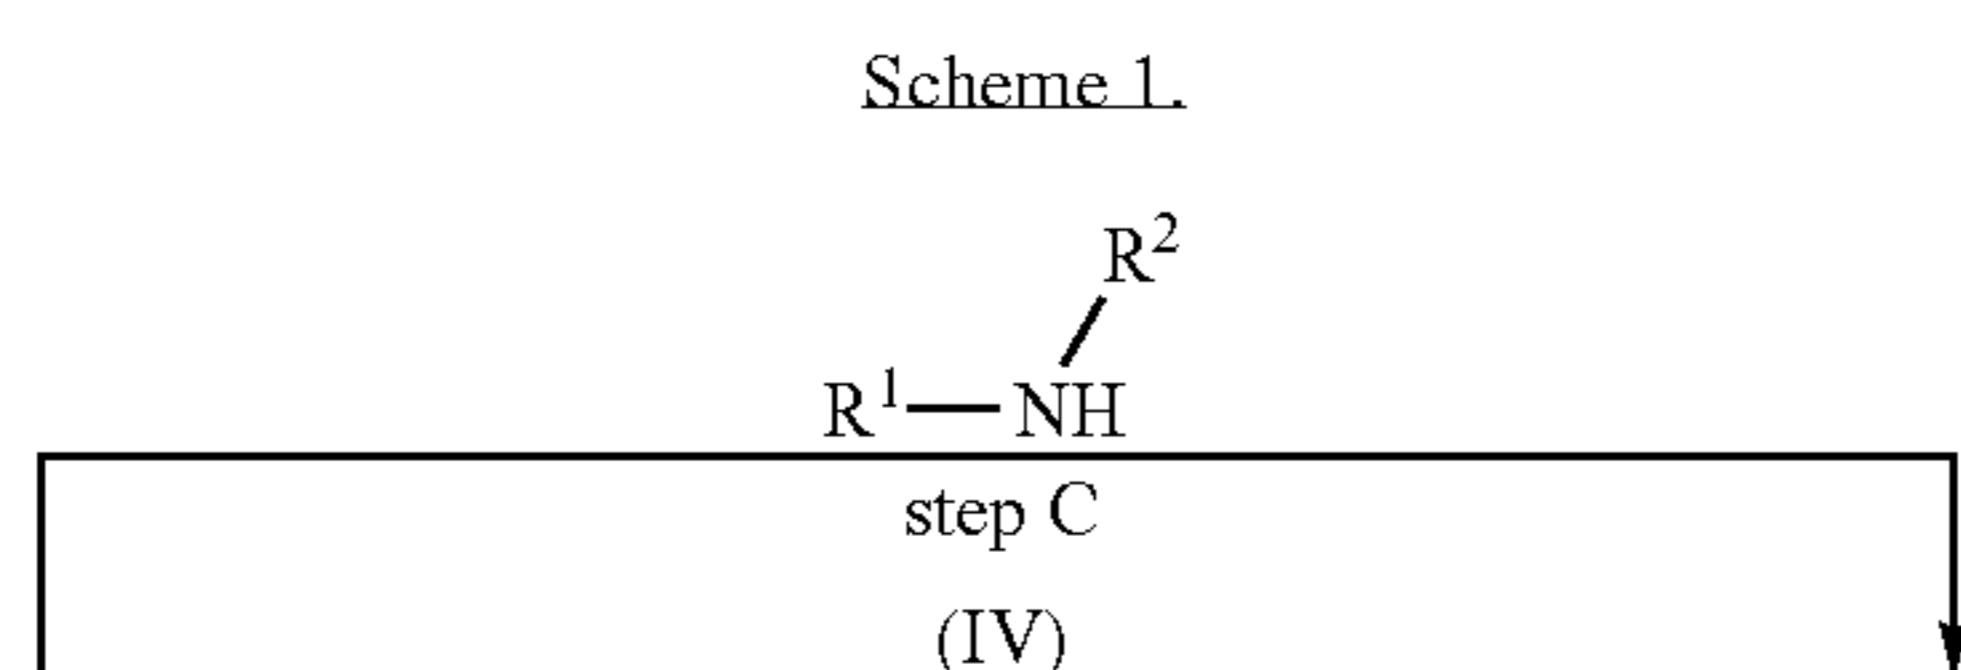 Scheme 1.
R²
R¹—NH
step C
(IV)